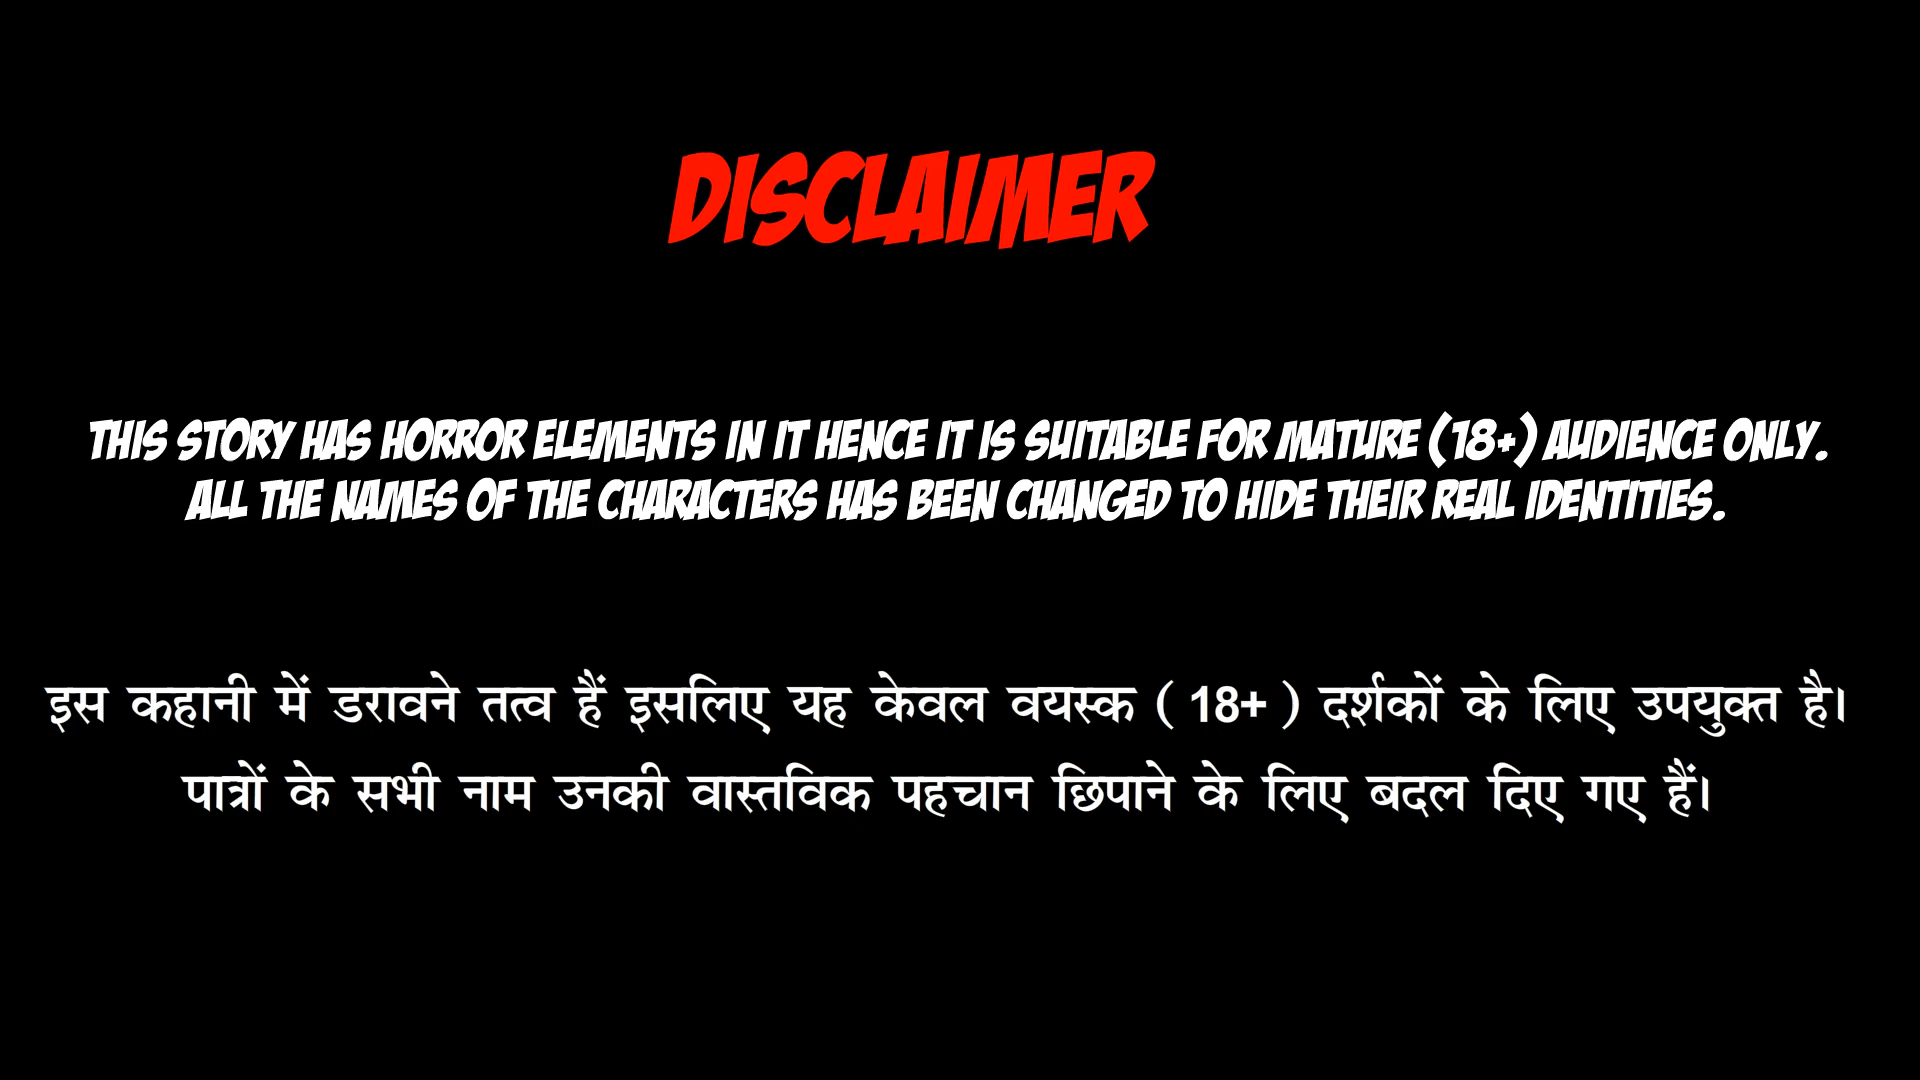 DISCLAIMER
THIS STORY HAS HORROR ELEMENTS IN IT HENCE IT IS SUITABLE FOR MATURE (18+) AUDIENCE ONLY.
ALL THE NAMES OF THE CHARACTERS HAS BEEN CHANGED TO HIDE THEIR REAL IDENTITIES.
इस कहानी में डरावने तत्व हैं इसलिए यह केवल वयस्क ( 18+ ) दर्शकों के लिए उपयुक्त है।
पात्रों के सभी नाम उनकी वास्तविक पहचान छिपाने के लिए बदल दिए गए हैं।